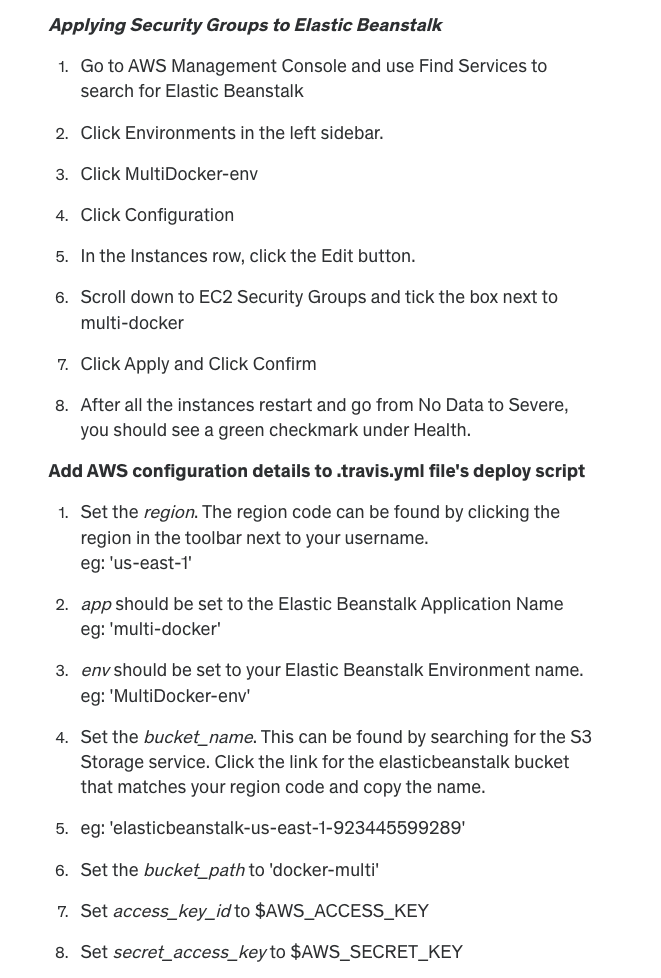 Applying Security Groups to Elastic Beanstalk
1. Go to AWS Management Console and use Find Services to
search for Elastic Beanstalk
2. Click Environments in the left sidebar.
3. Click MultiDocker-env
4. Click Configuration
5. In the Instances row, click the Edit button.
6. Scroll down to EC2 Security Groups and tick the box next to
multi-docker
7. Click Apply and Click Confirm
8. After all the instances restart and go from No Data to Severe,
you should see a green checkmark under Health.
Add AWS configuration details to .travis.yml file's deploy script
1. Set the region. The region code can be found by clicking the
region in the toolbar next to your username.
eg: 'us-east-1'
2. app should be set to the Elastic Beanstalk Application Name
eg: 'multi-docker'
3. env should be set to your Elastic Beanstalk Environment name.
eg: 'MultiDocker-env'
4. Set the bucket_name. This can be found by searching for the S3
Storage service. Click the link for the elasticbeanstalk bucket
that matches your region code and copy the name.
5. eg: 'elasticbeanstalk-us-east-1-923445599289'
6. Set the bucket_path to 'docker-multi'
7. Set access_key_id to $AWS_ACCESS_KEY
8. Set secret_access_key to $AWS_SECRET_KEY